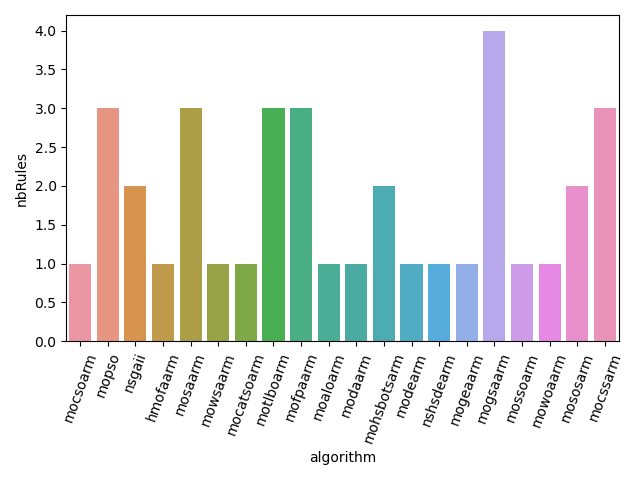 4.0
3.5
3.0
2.5
2.0
1.5
1.0
0.5
0.0
nbRules
mocsoarm
mopso
nsgaii
hmofaarm
mosaarm
mowsaarm
mocatsoarm
motlboarm
mofpaarm
moaloarm
modaarm
mohsbotsarm
modearm
nshsdearm
mogeaarm
mogsaarm
mossoarm
mowoaarm
mososarm
mocssarm
algorithm